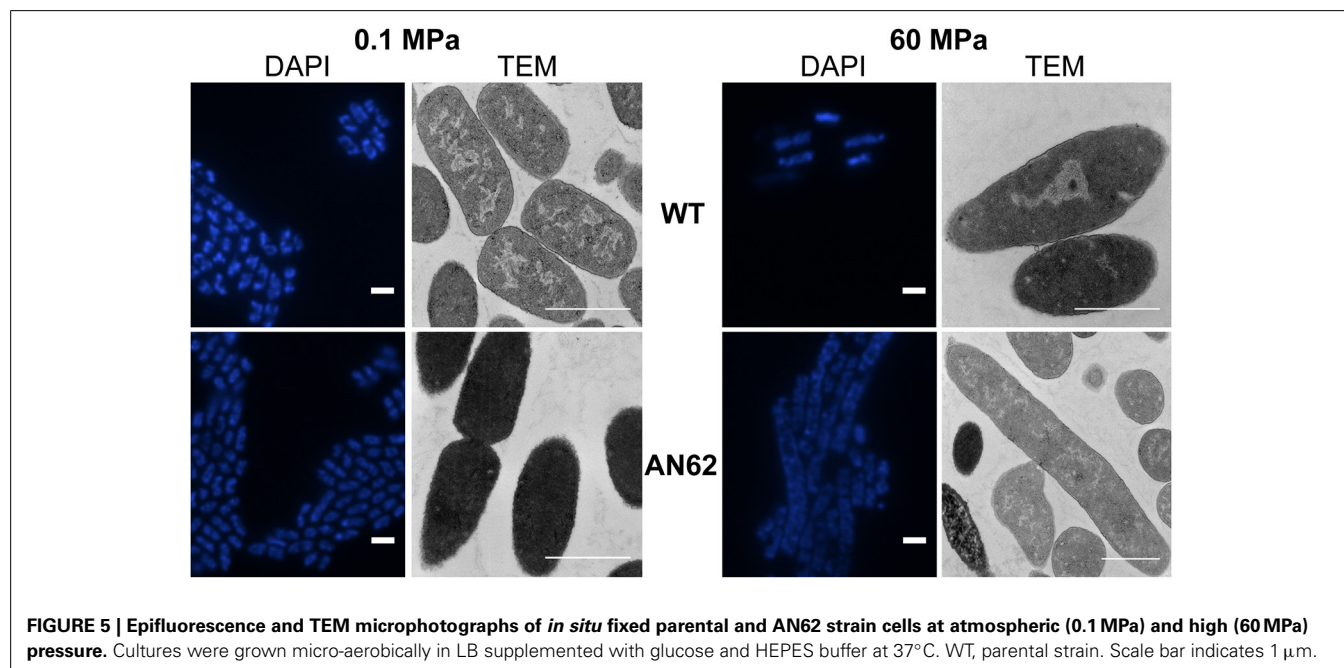 0.1 MPa 60 MPa
DAPI TEM DAPI TEM
WT
AN62
FIGURE 5 | Epifluorescence and TEM microphotographs of in situ fixed parental and AN62 strain cells at atmospheric (0.1 MPa) and high (60 MPa)
pressure. Cultures were grown micro-aerobically in LB supplemented with glucose and HEPES buffer at 37°C. WT, parental strain. Scale bar indicates 1 μm.